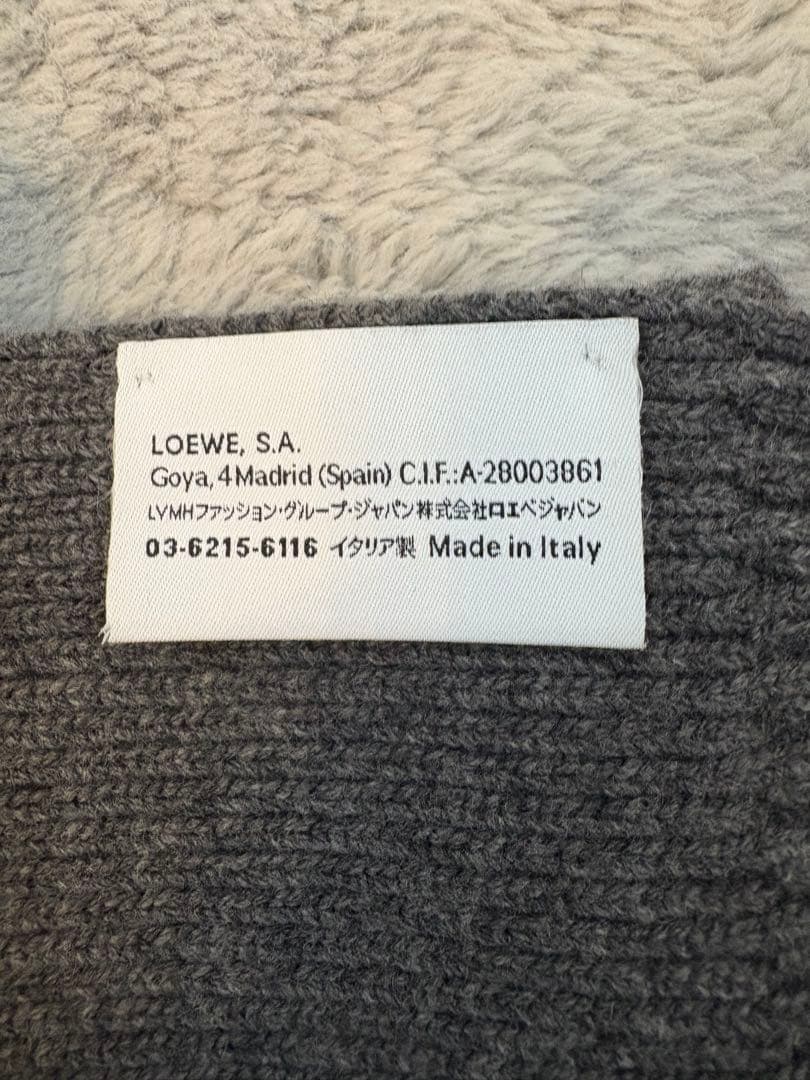 LOEWE, S.A.
Goya, 4 Madrid (Spain) C.I.F.:A-28003861
LVMHファッション・グループ・ジャパン株式会社ロエベジャパン
03-6215-6116 イタリア製 Made in Italy